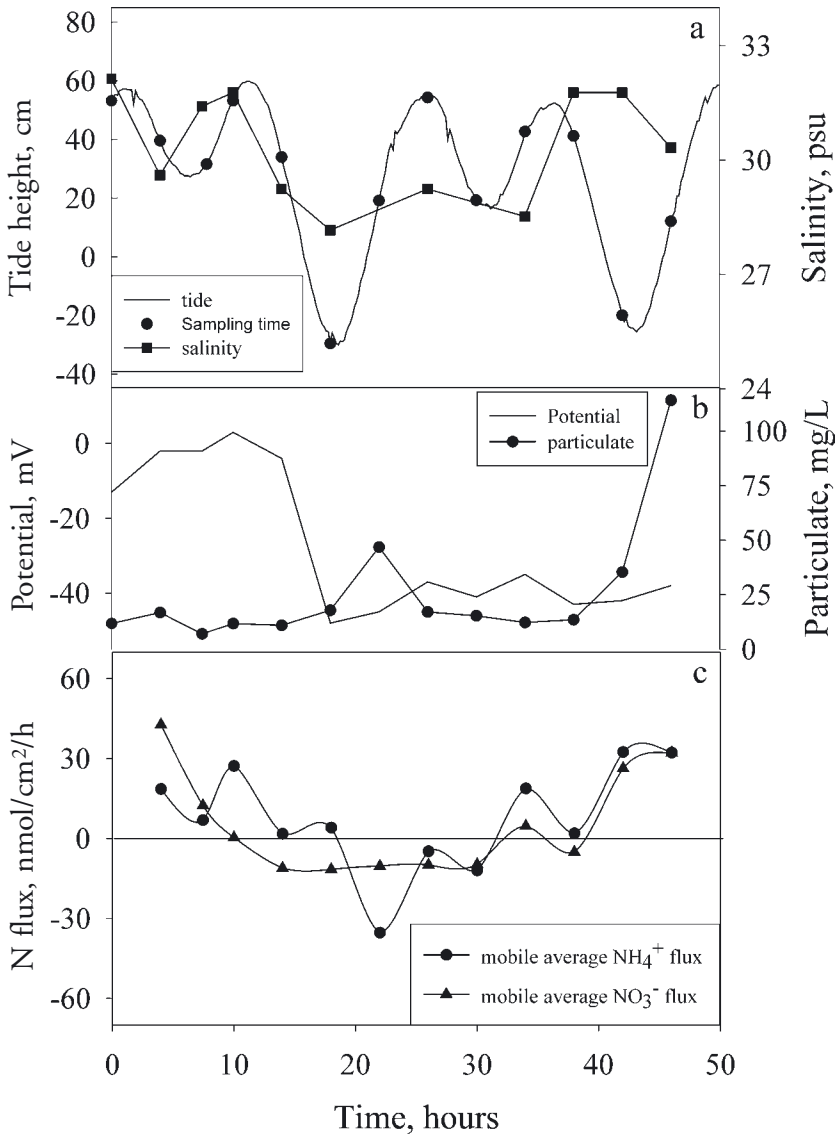 a
80
60
40
20
0
-20
-40
Tide height, cm
33
30
27
24
Salinity, psu
tide
Sampling time
salinity
b
0
-20
-40
Potential, mV
100
75
50
25
0
Particulate, mg/L
Potential
particulate
c
60
30
0
-30
-60
N flux, nmol/cm²/h
mobile average NH₄⁺ flux
mobile average NO₃⁻ flux
0 10 20 30 40 50
Time, hours